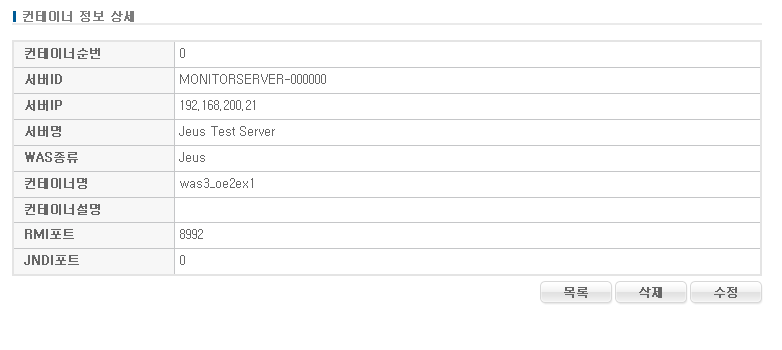 컨테이너 정보 상세
컨테이너순번 0
서버ID MONITORSERVER-000000
서버IP 192,168,200,21
서버명 Jeus Test Server
WAS종류 Jeus
컨테이너명 was3_oe2ex1
컨테이너설명
RMI포트 8992
JNDI포트 0
목록 삭제 수정